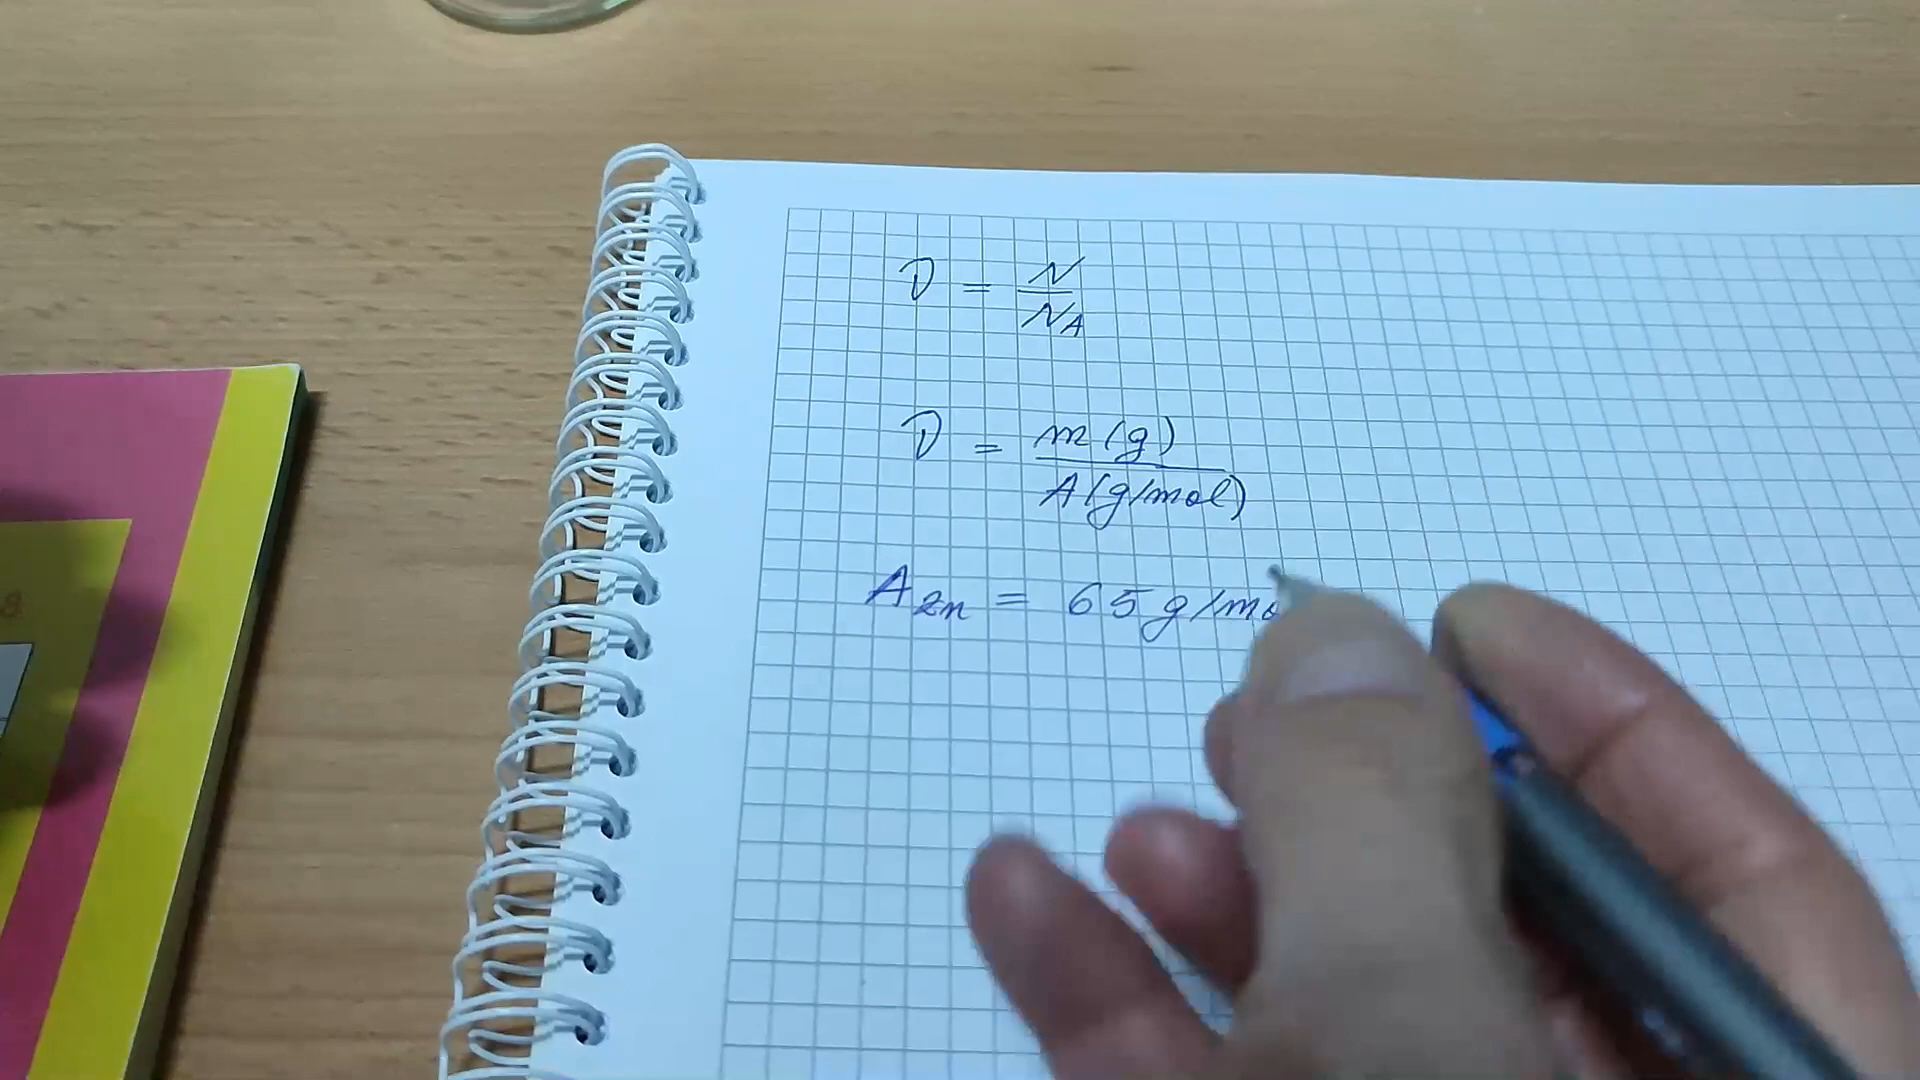 ν = N/N_A
ν = m(g)/A(g/mol)
A_Zn = 65 g/mo